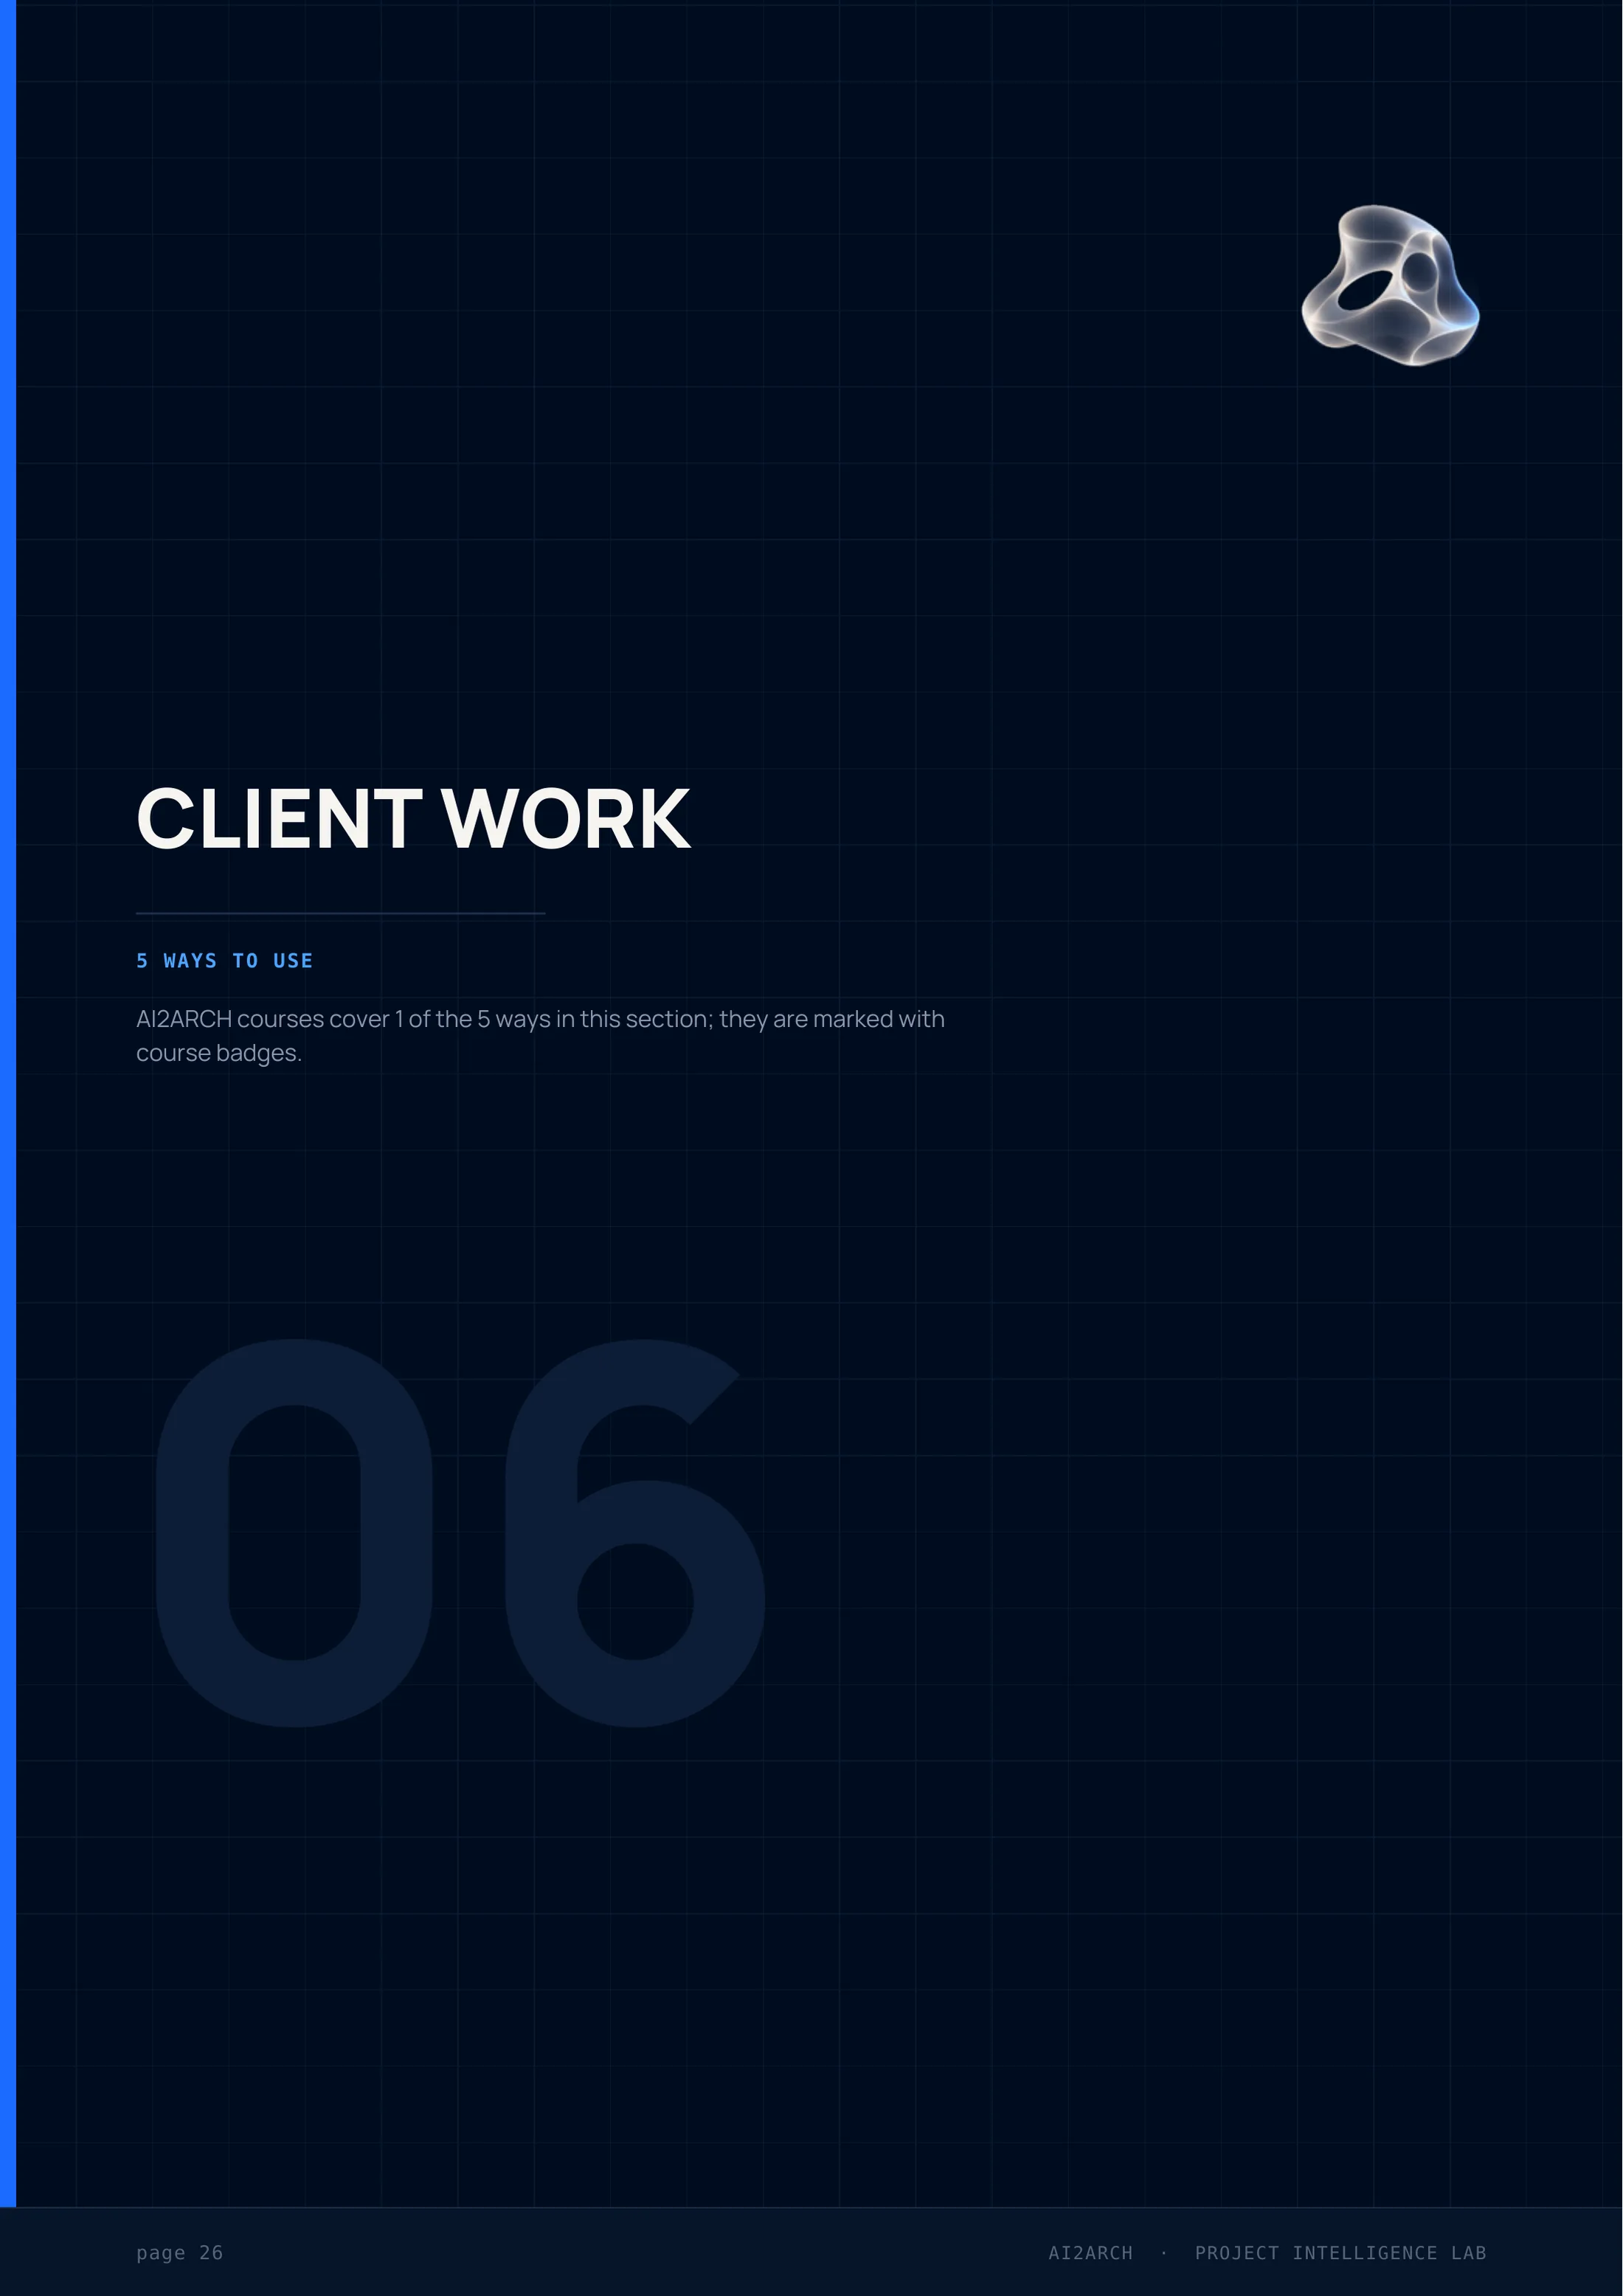 CLIENT WORK
5 WAYS TO USE
AI2ARCH courses cover 1 of the 5 ways in this section; they are marked with
course badges.
06
page 26
AI2ARCH · PROJECT INTELLIGENCE LAB